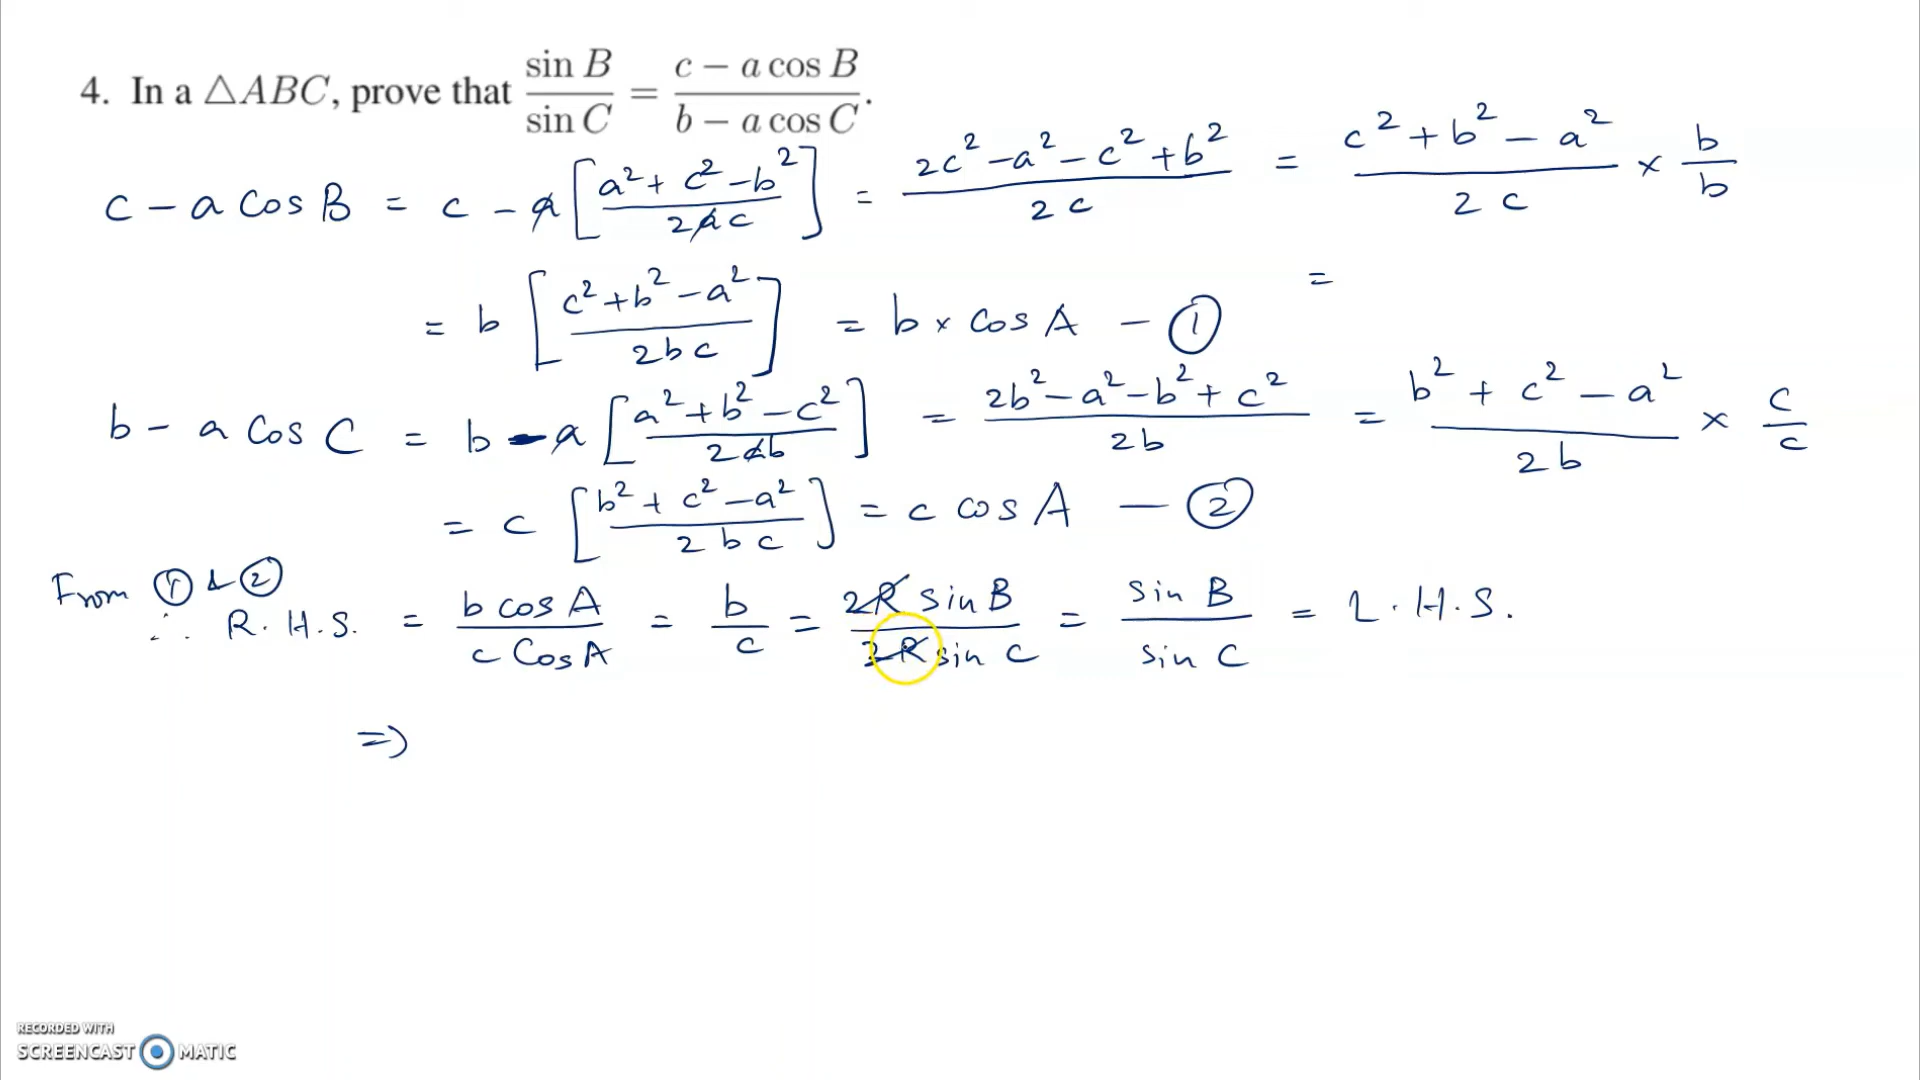 4. In a △ABC, prove that sin B / sin C = (c − a cos B) / (b − a cos C).
c − a cos B = c − a [(a² + c² − b²) / 2ac] = (2c² − a² − c² + b²) / 2c = (c² + b² − a²) / 2c × b/b
= b [(c² + b² − a²) / 2bc] = b × cos A − ① =
b − a cos C = b − a [(a² + b² − c²) / 2ab] = (2b² − a² − b² + c²) / 2b = (b² + c² − a²) / 2b × c/c
= c [(b² + c² − a²) / 2bc] = c cos A − ②
From ① & ②
∴ R.H.S. = b cos A / c Cos A = b/c = 2R sin B / 2R sin C = sin B / sin C = L.H.S.
⇒
RECORDED WITH
SCREENCAST MATIC